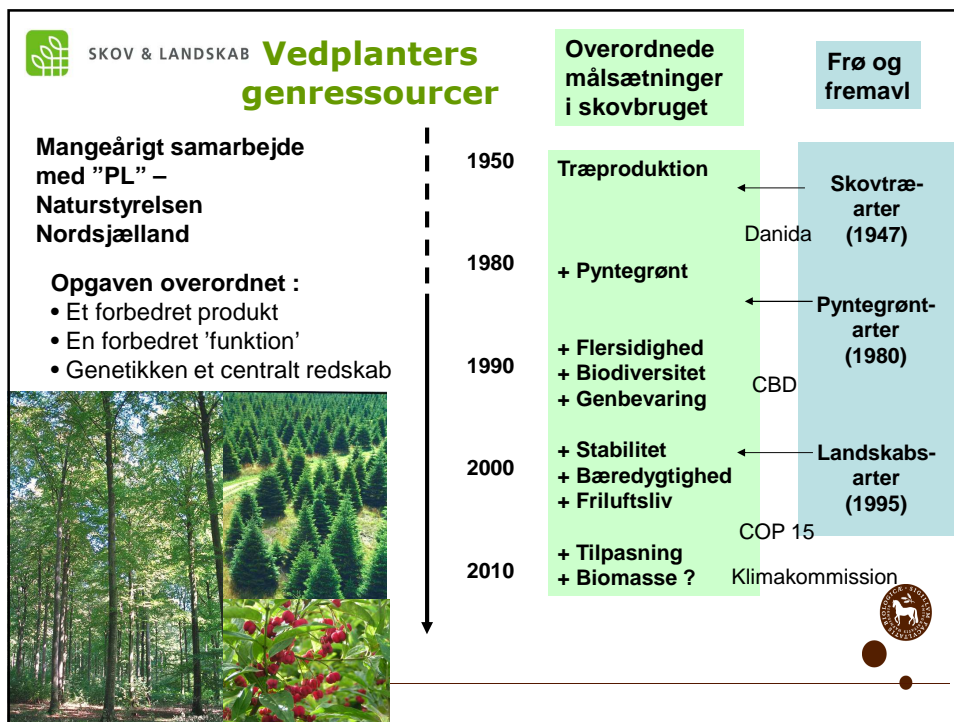 SKOV & LANDSKAB
Vedplanters
genressourcer
Mangeårigt samarbejde
med ”PL” –
Naturstyrelsen
Nordsjælland
Opgaven overordnet :
• Et forbedret produkt
• En forbedret ’funktion’
• Genetikken et centralt redskab
1950
1980
1990
2000
2010
Overordnede
målsætninger
i skovbruget
Træproduktion
+ Pyntegrønt
+ Flersidighed
+ Biodiversitet
+ Genbevaring
+ Stabilitet
+ Bæredygtighed
+ Friluftsliv
+ Tilpasning
+ Biomasse ?
Danida
CBD
COP 15
Klimakommission
Frø og
fremavl
Skovtræ-
arter
(1947)
Pyntegrønt-
arter
(1980)
Landskabs-
arter
(1995)